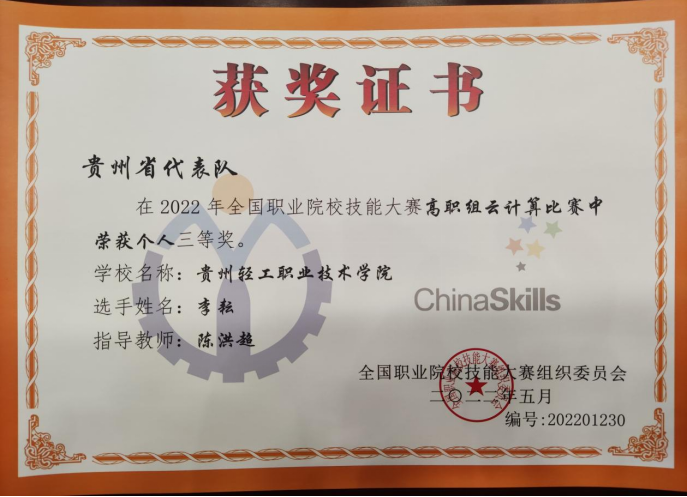 获奖证书
贵州省代表队
在2022年全国职业院校技能大赛高职组云计算比赛中
荣获个人三等奖。
学校名称：贵州轻工职业技术学院
选手姓名：李耘
指导教师：陈洪超
ChinaSkills
全国职业院校技能大赛组织委员会
二〇二二年五月
编号:202201230